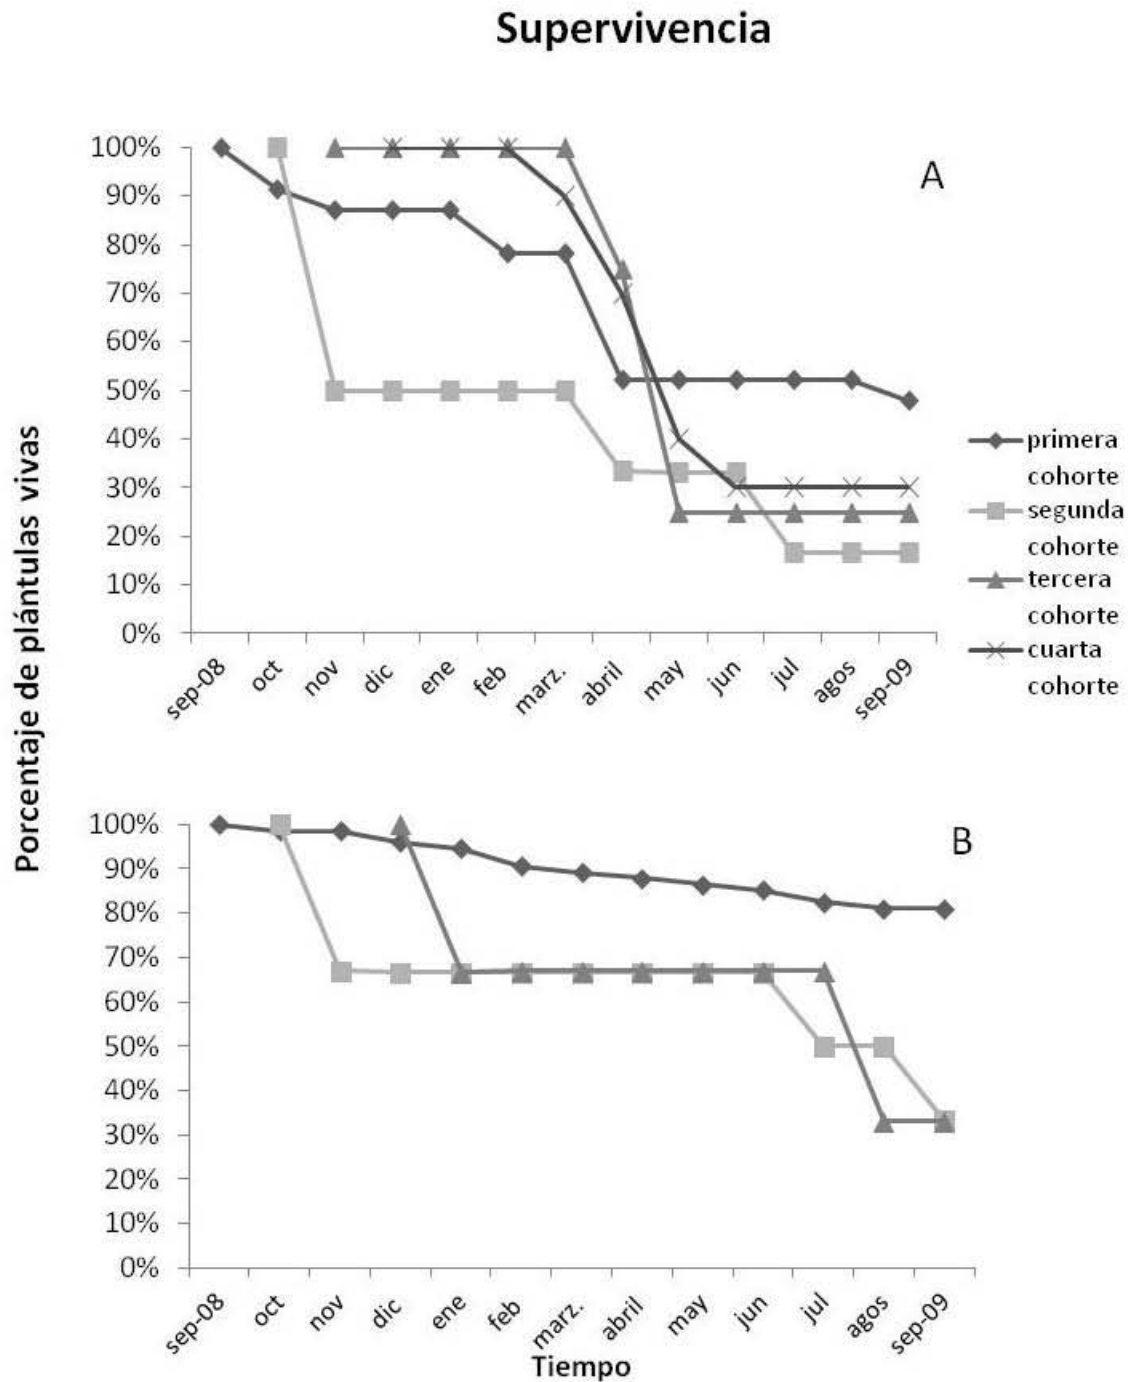 Supervivencia
Porcentaje de plántulas vivas
A
100%
90%
80%
70%
60%
50%
40%
30%
20%
10%
0%
sep-08
oct
nov
dic
ene
feb
marz.
abril
may
jun
jul
agos
sep-09
primera
cohorte
segunda
cohorte
tercera
cohorte
cuarta
cohorte
B
100%
90%
80%
70%
60%
50%
40%
30%
20%
10%
0%
sep-08
oct
nov
dic
ene
feb
marz.
abril
may
jun
jul
agos
sep-09
Tiempo